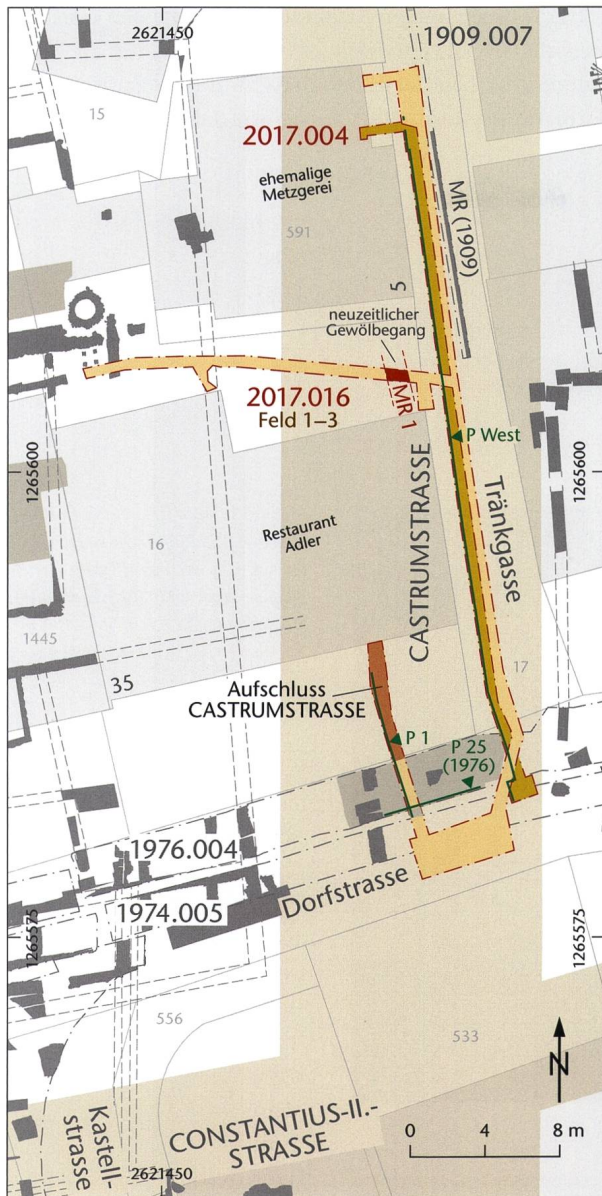 2621450
1909.007
15
2017.004
ehemalige
Metzgerei
591
MR (1909)
5
neuzeitlicher
Gewölbegang
MR 1
2017.016
Feld 1–3
P West
1265600
1265600
CASTRUMSTRASSE
Tränkgasse
Restaurant
Adler
16
1445
35
17
Aufschluss
CASTRUMSTRASSE
P 1
P 25
(1976)
1976.004
1974.005
Dorfstrasse
1265575
1265575
556
533
Kastell-
strasse
CONSTANTIUS-II.-
STRASSE
N
0 4 8 m
2621450